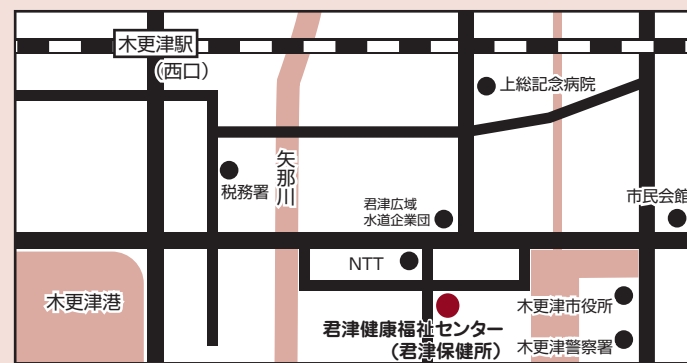 木更津駅
（西口）
上総記念病院
税務署
矢那川
市民会館
君津広域
水道企業団
NTT
木更津港
木更津市役所
君津健康福祉センター
（君津保健所）
木更津警察署